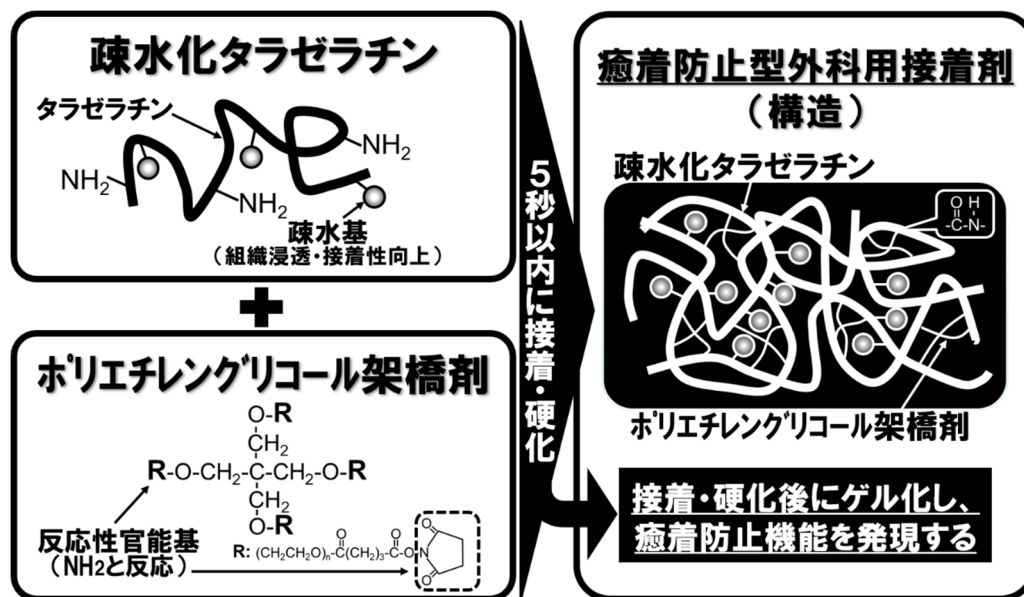 疎水化タラゼラチン
タラゼラチン
NH2
NH2
NH2
疎水基
(組織浸透・接着性向上)
+
ポリエチレングリコール架橋剤
O-R
CH2
R-O-CH2-C-CH2-O-R
CH2
O-R
反応性官能基
(NH2と反応)
R: (CH2CH2O)n-C(CH2)3-C-O-N
O
O
O
O
5秒以内に接着・硬化
癒着防止型外科用接着剤
(構造)
疎水化タラゼラチン
O H
-C-N-
ポリエチレングリコール架橋剤
接着・硬化後にゲル化し、
癒着防止機能を発現する